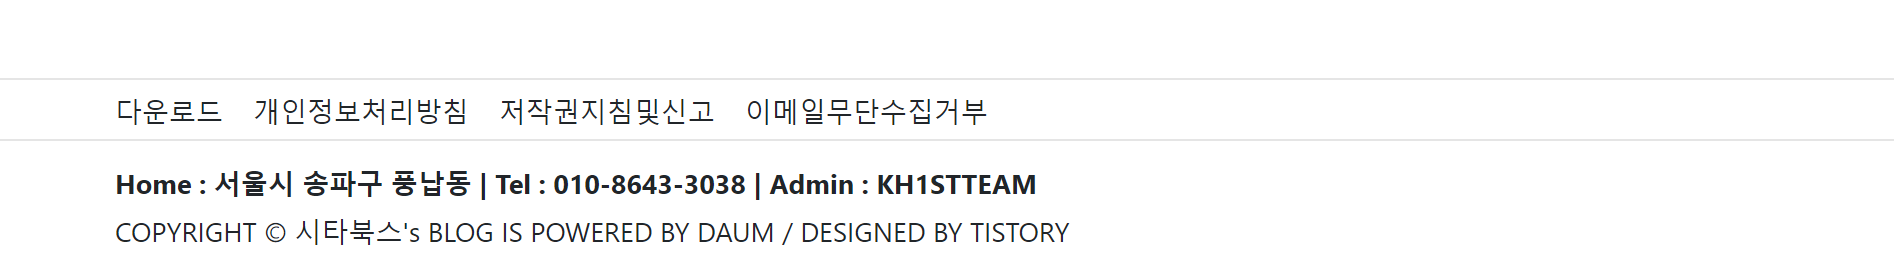 다운로드 개인정보처리방침 저작권지침및신고 이메일무단수집거부
Home : 서울시 송파구 풍납동 | Tel : 010-8643-3038 | Admin : KH1STTEAM
COPYRIGHT © 시타북스's BLOG IS POWERED BY DAUM / DESIGNED BY TISTORY